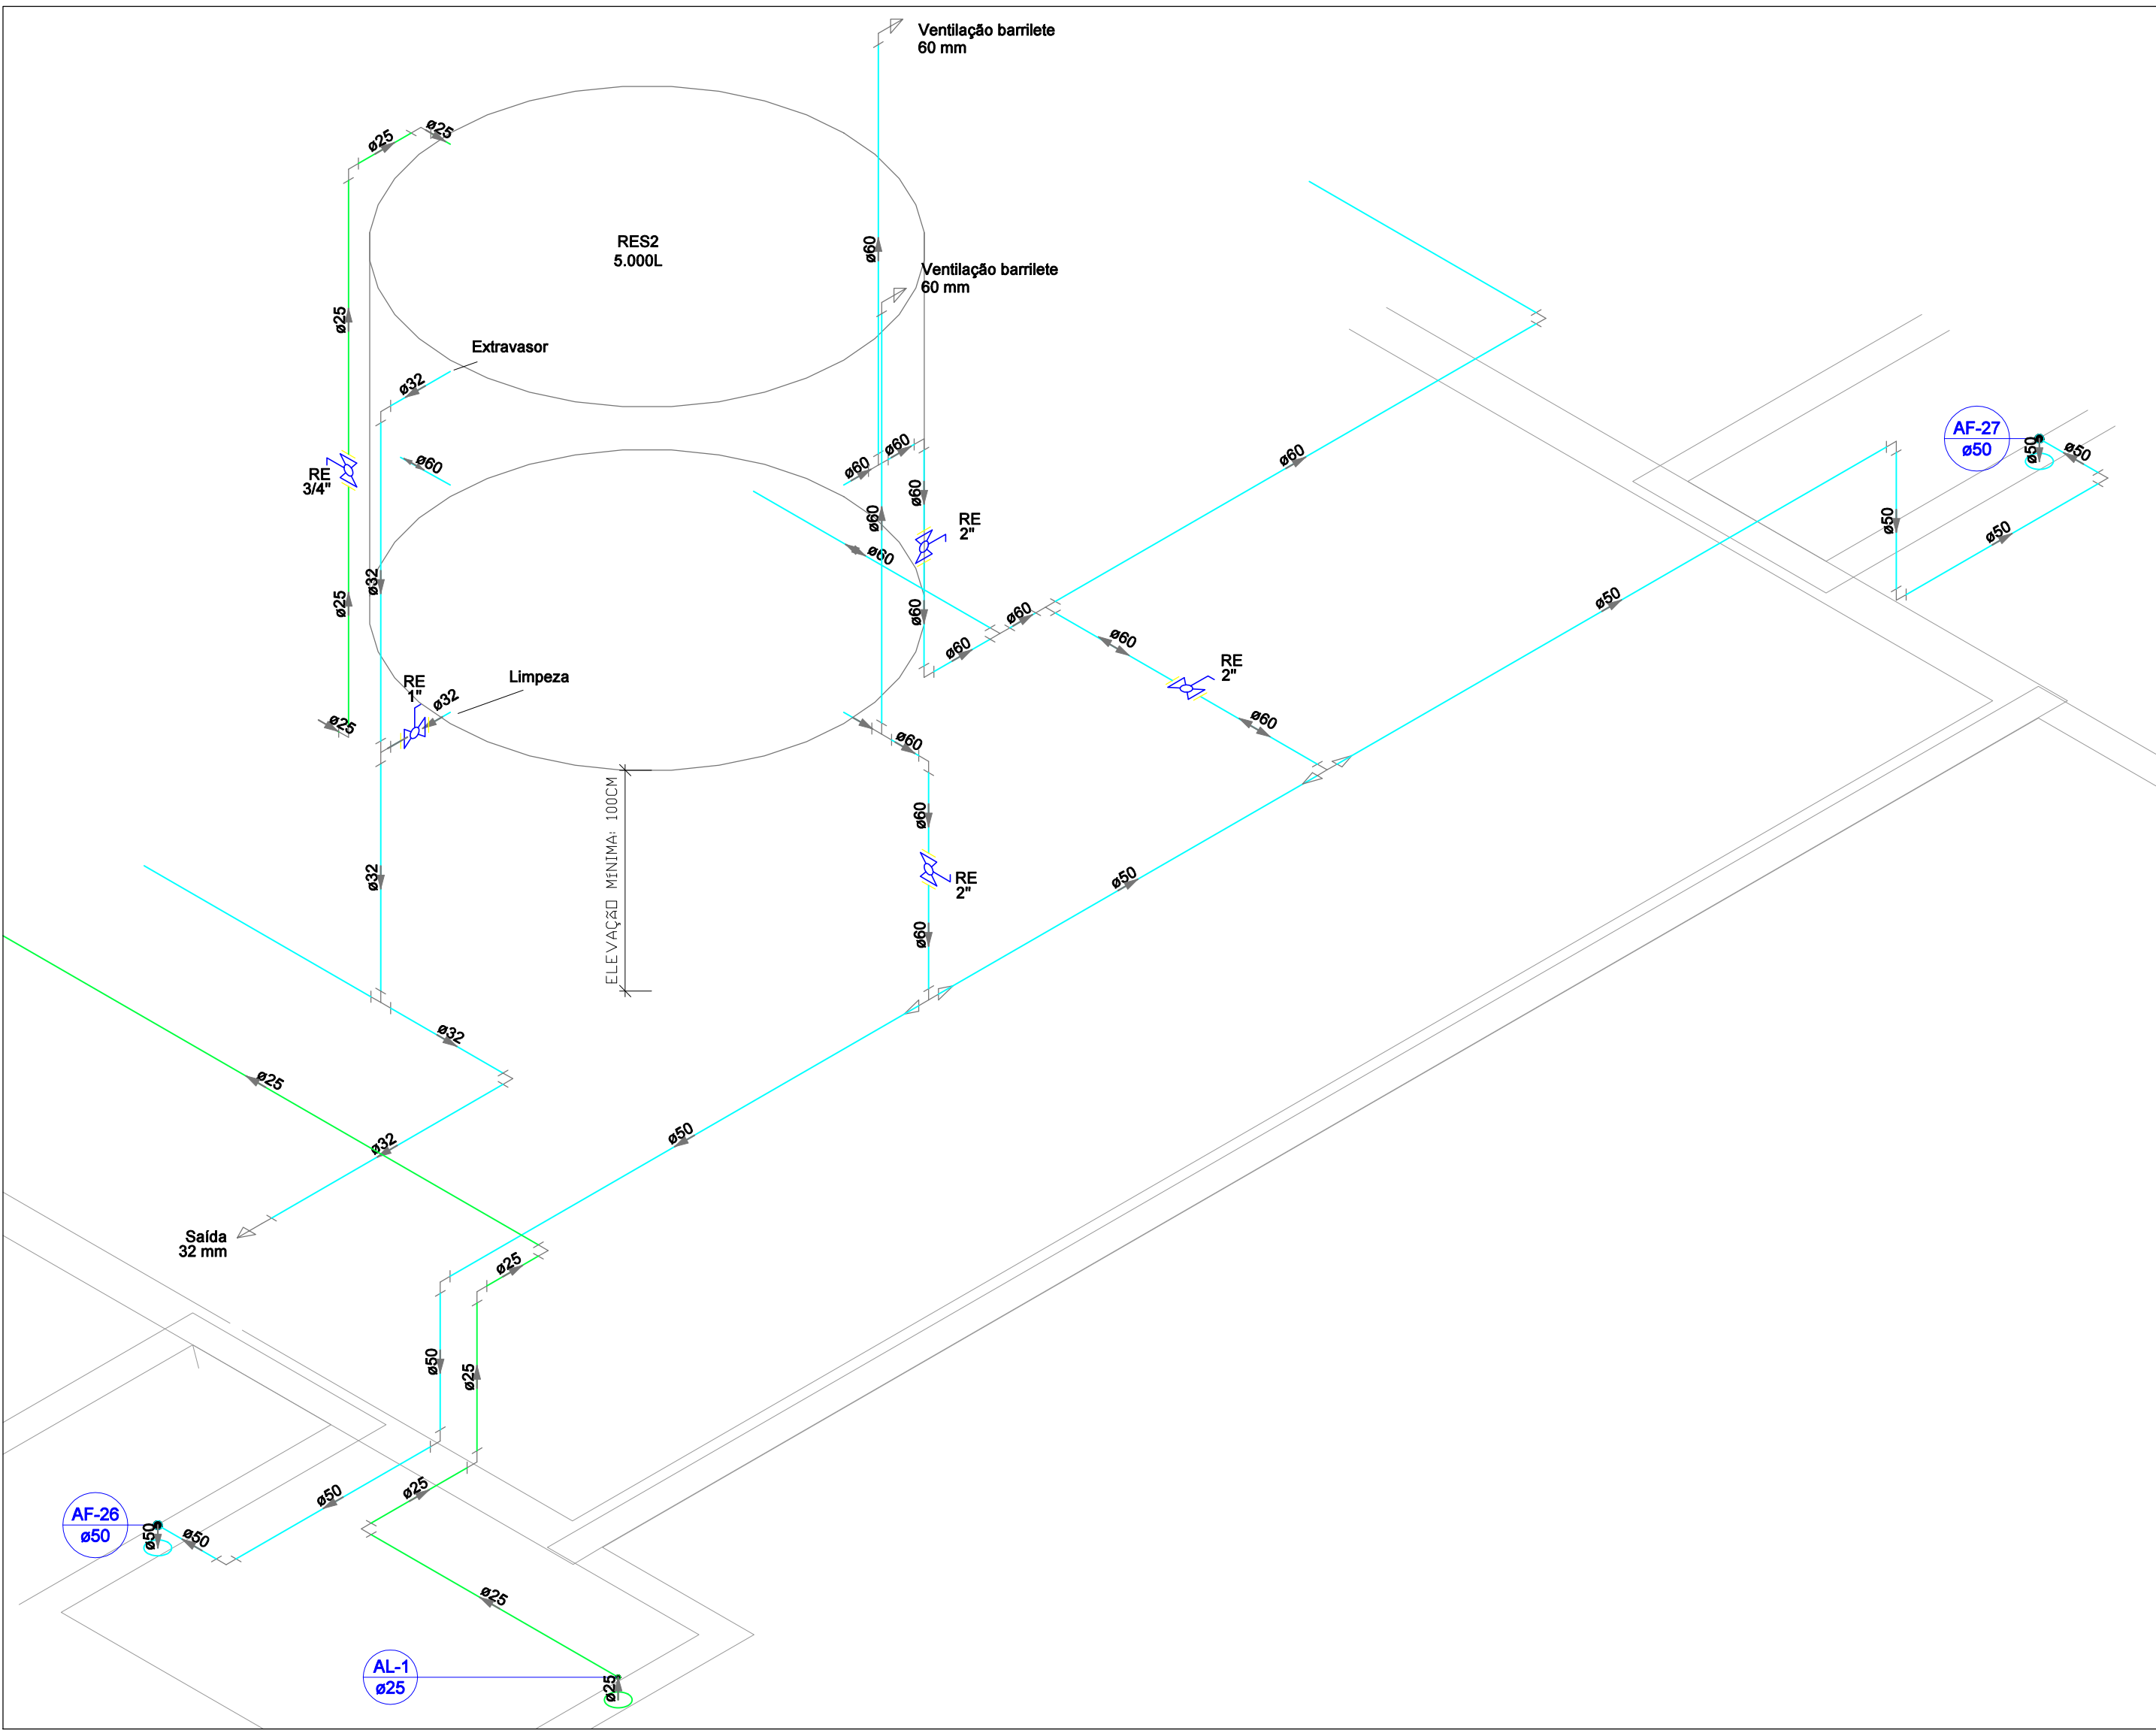 Ventilação barrilete
60 mm
ø25
ø25
RES2
5.000L
ø60
Ventilação barrilete
60 mm
ø25
Extravasor
ø32
AF-27
ø50
ø50
ø50
ø60
ø60
ø60
ø60
RE
3/4"
ø60
ø60
RE
2"
ø50
ø50
ø60
ø32
ø25
ø60
ø60
ø50
ø60
ø60
RE
2"
Limpeza
RE
1"
ø32
ø25
ø60
ø60
ELEVAÇÃO MÍNIMA: 100CM
ø60
ø32
RE
2"
ø50
ø60
ø32
ø25
ø50
ø32
Saída
32 mm
ø25
ø50
ø25
ø25
ø50
AF-26
ø50
ø50
ø50
ø25
AL-1
ø25
ø25